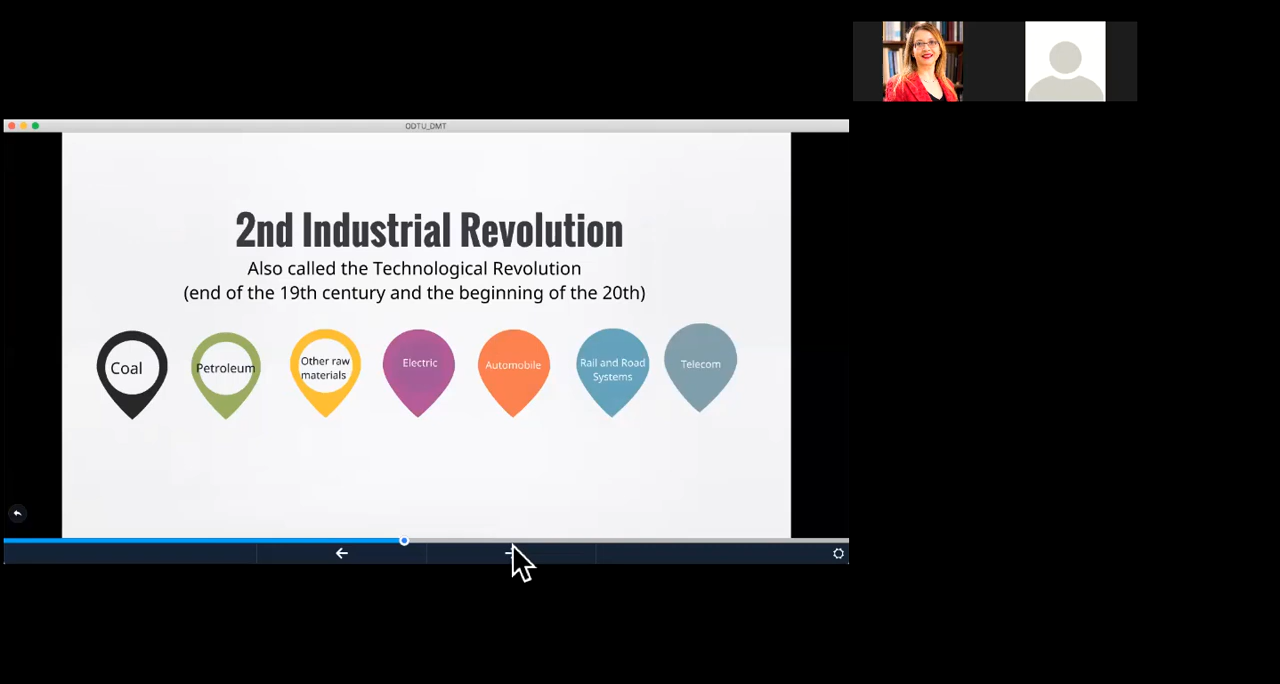 ODTU_DMT
2nd Industrial Revolution
Also called the Technological Revolution
(end of the 19th century and the beginning of the 20th)
Coal
Petroleum
Other raw
materials
Electric
Automobile
Rail and Road
Systems
Telecom